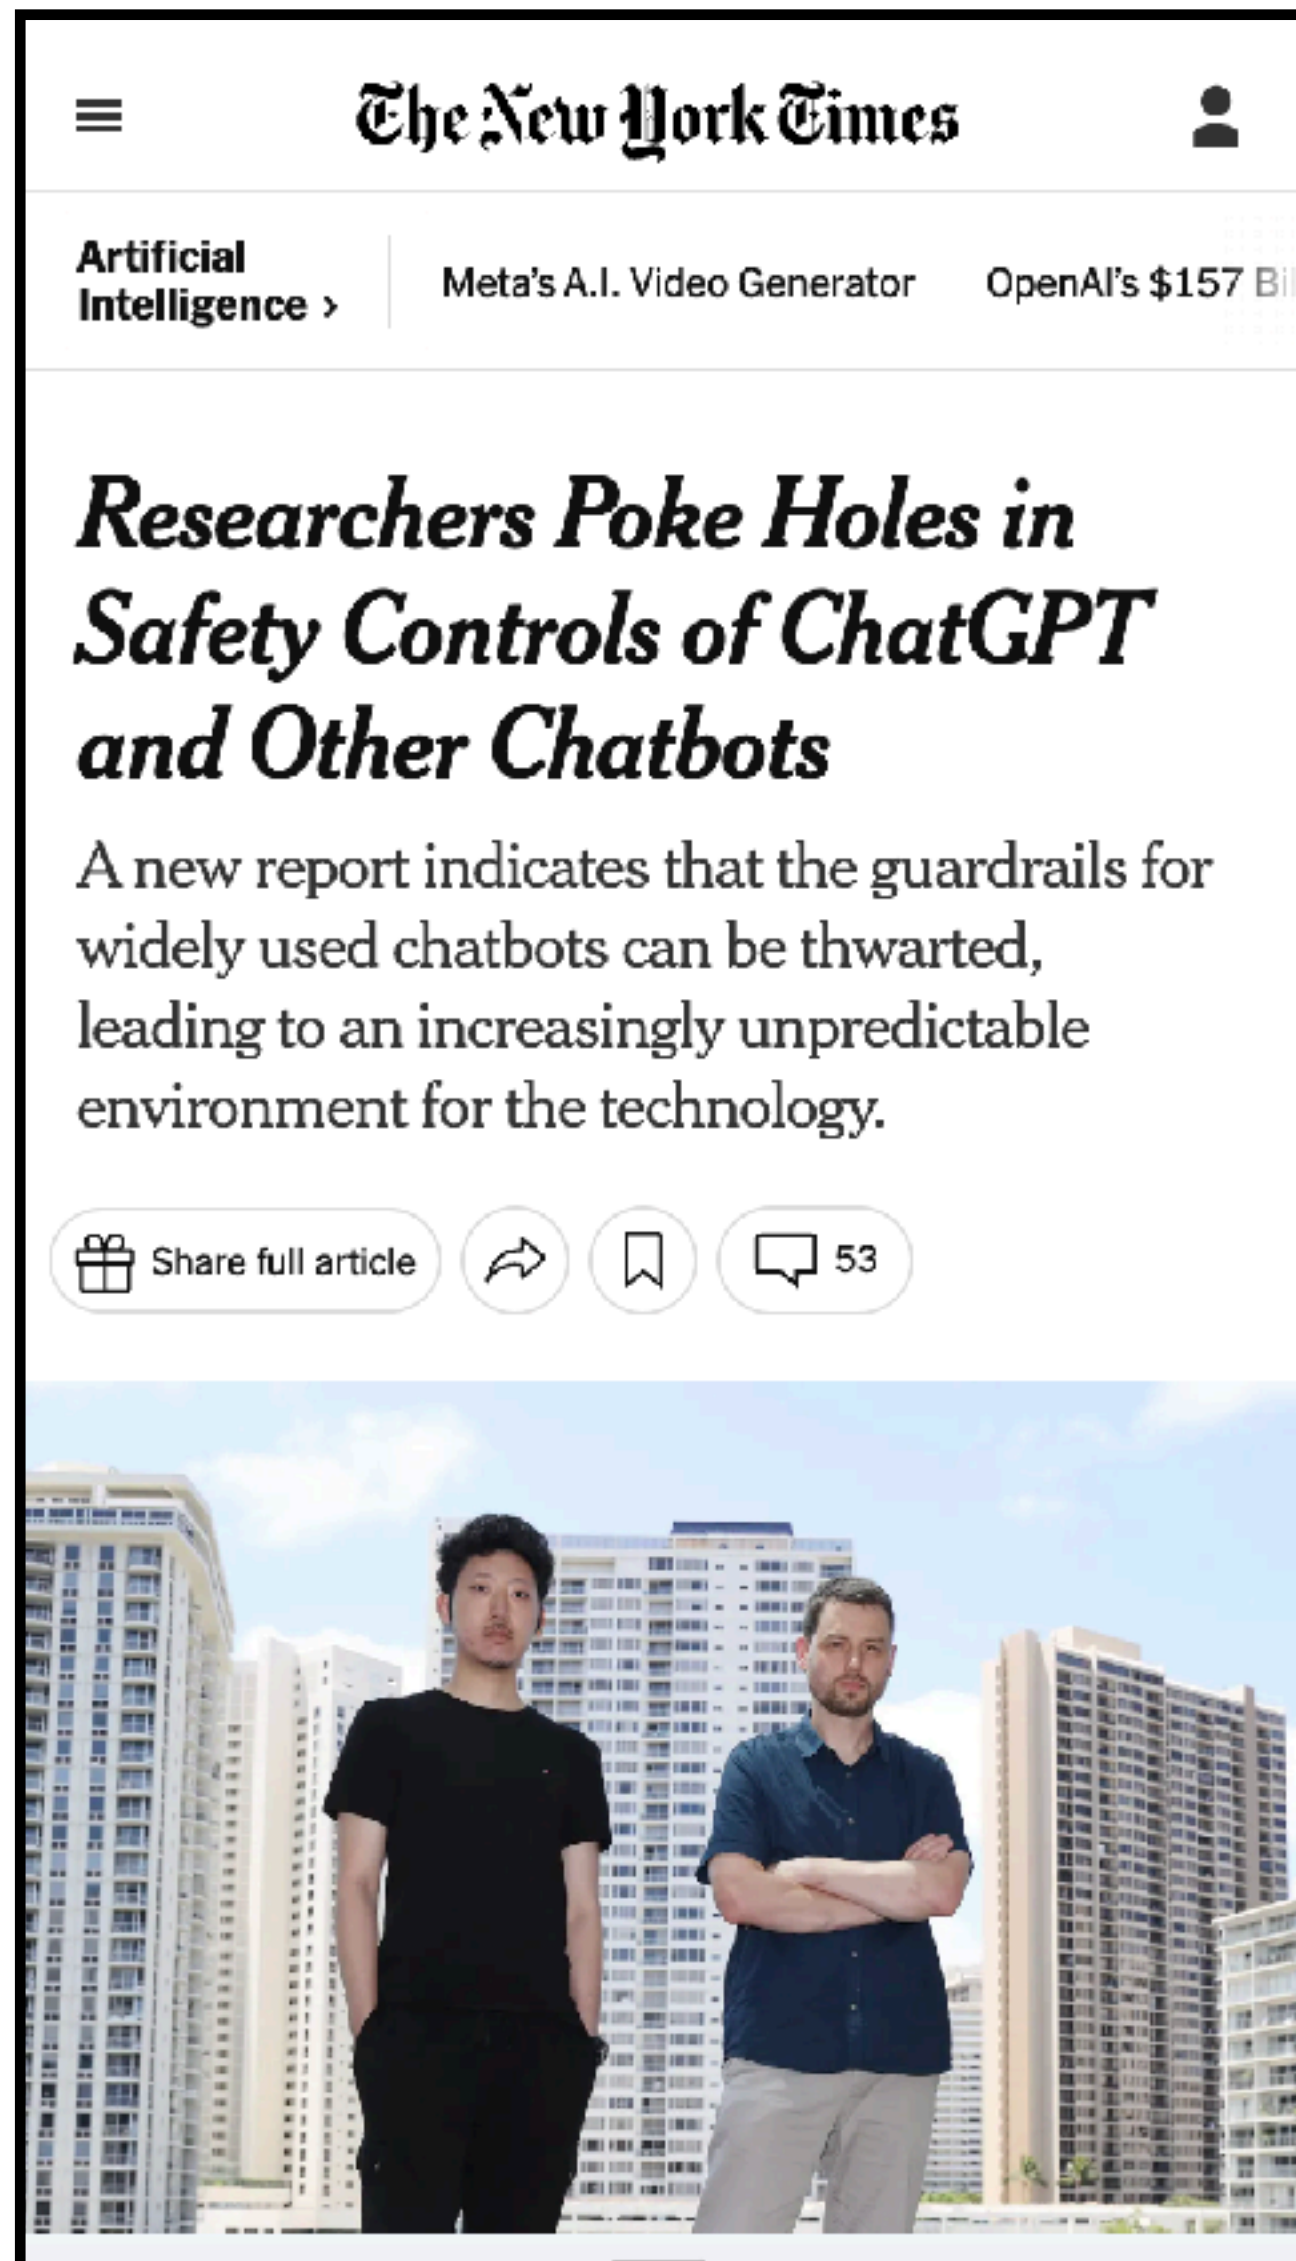 The New York Times
Artificial
Intelligence >
Meta's A.I. Video Generator
OpenAI's $157
Researchers Poke Holes in
Safety Controls of ChatGPT
and Other Chatbots
A new report indicates that the guardrails for
widely used chatbots can be thwarted,
leading to an increasingly unpredictable
environment for the technology.
Share full article
53